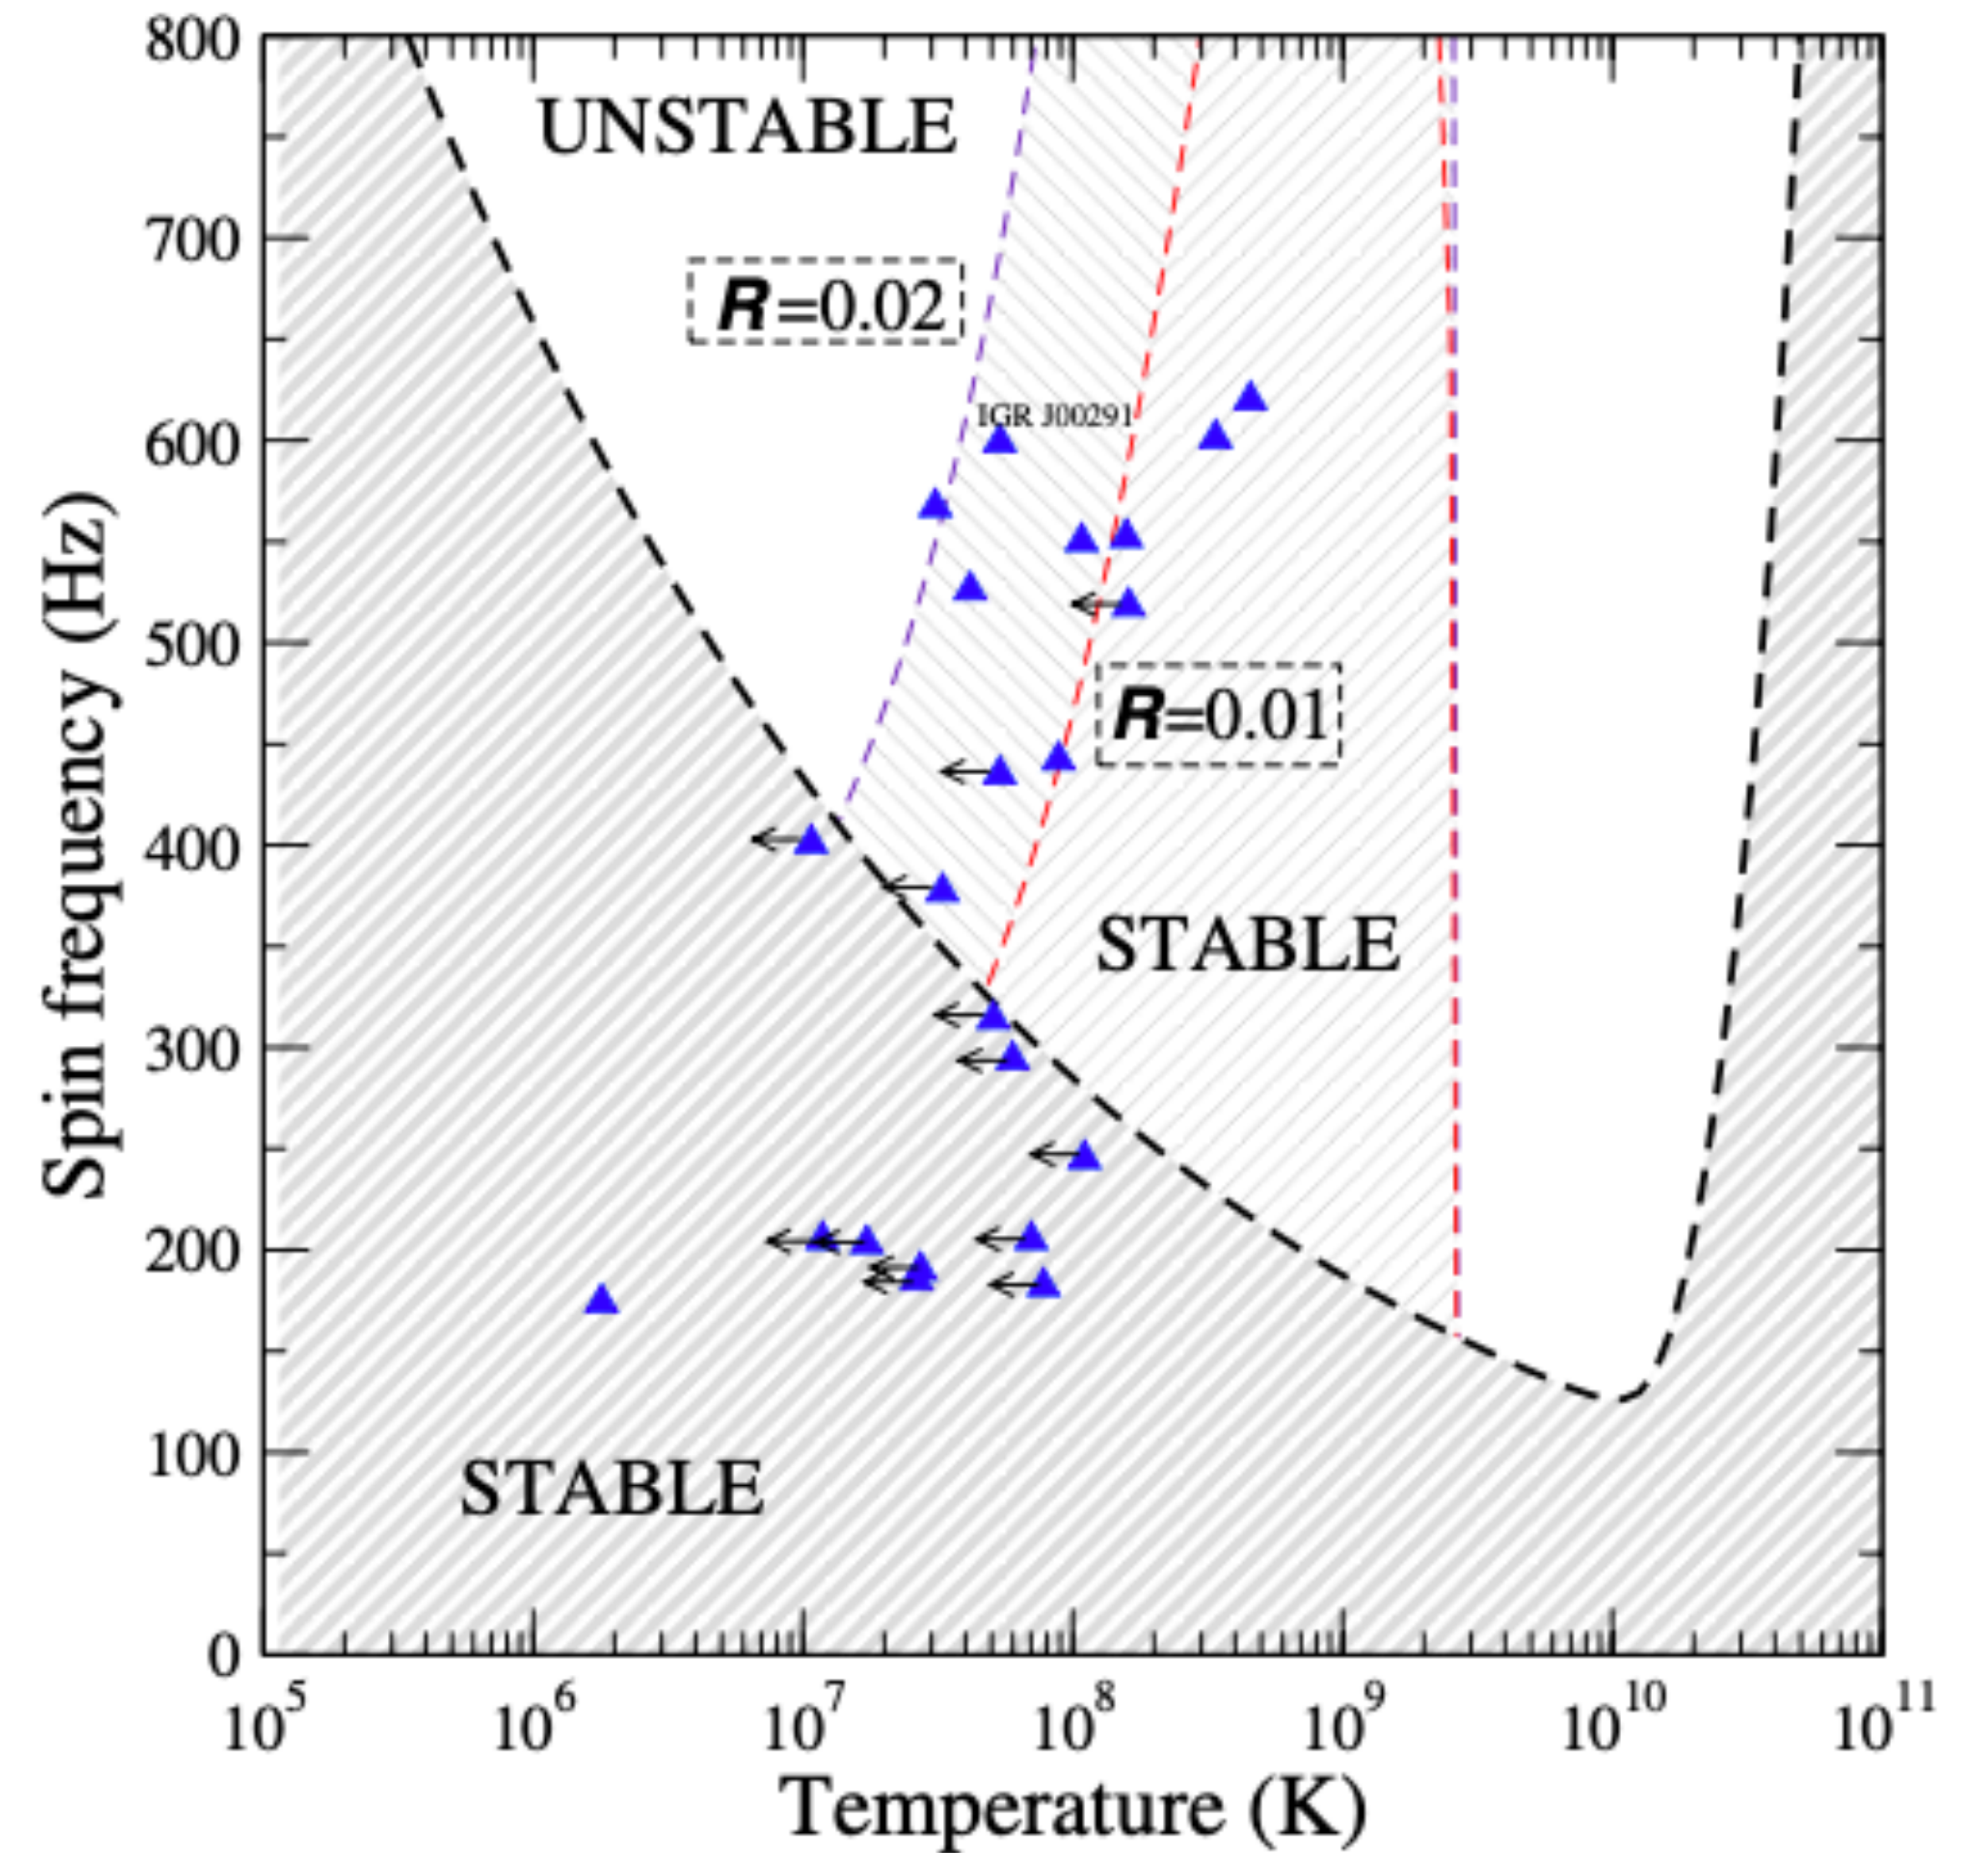 800
700
600
500
400
300
200
100
0
Spin frequency (Hz)
UNSTABLE
R=0.02
IGR J00291
R=0.01
STABLE
STABLE
10^5 10^6 10^7 10^8 10^9 10^10 10^11
Temperature (K)